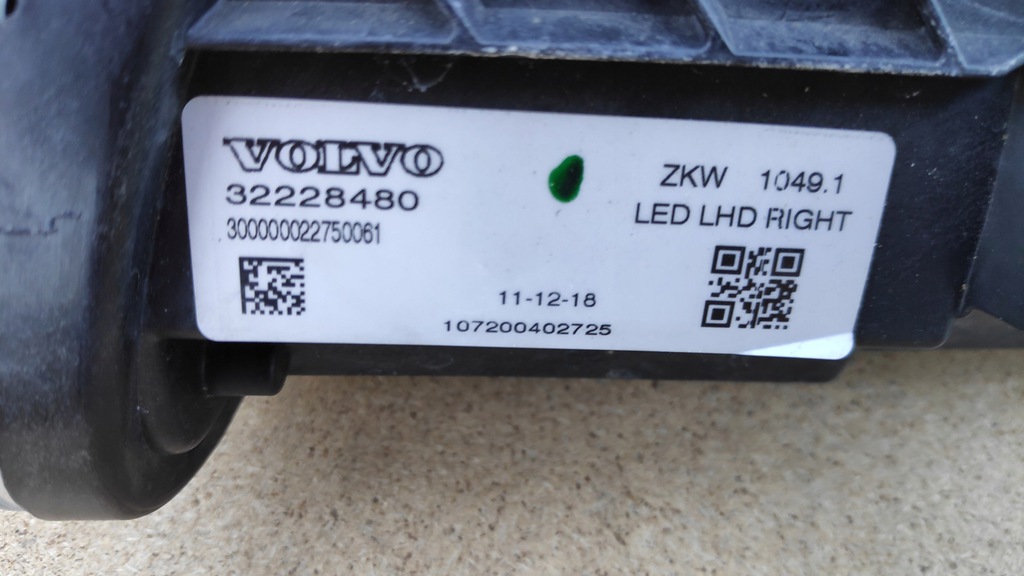 VOLVO
32228480
300000022750061
ZKW 1049.1
LED LHD RIGHT
11-12-18
107200402725